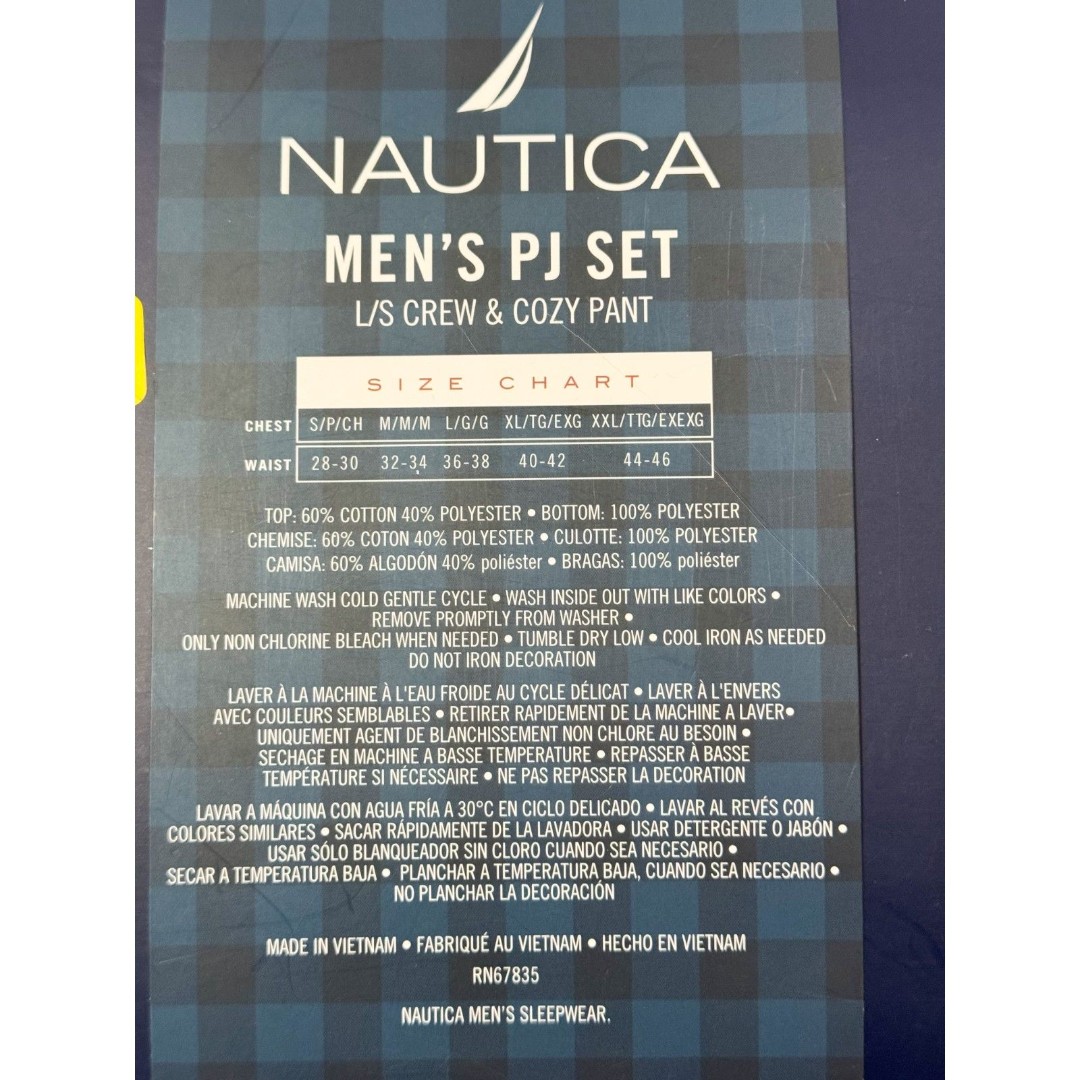 NAUTICA
MEN'S PJ SET
L/S CREW & COZY PANT
SIZE CHART
CHEST S/P/CH M/M/M L/G/G XL/TG/EXG XXL/TTG/EXEXG
WAIST 28-30 32-34 36-38 40-42 44-46
TOP: 60% COTTON 40% POLYESTER • BOTTOM: 100% POLYESTER
CHEMISE: 60% COTON 40% POLYESTER • CULOTTE: 100% POLYESTER
CAMISA: 60% ALGODÓN 40% poliéster • BRAGAS: 100% poliéster
MACHINE WASH COLD GENTLE CYCLE • WASH INSIDE OUT WITH LIKE COLORS •
REMOVE PROMPTLY FROM WASHER •
ONLY NON CHLORINE BLEACH WHEN NEEDED • TUMBLE DRY LOW • COOL IRON AS NEEDED
DO NOT IRON DECORATION
LAVER À LA MACHINE À L'EAU FROIDE AU CYCLE DÉLICAT • LAVER À L'ENVERS
AVEC COULEURS SEMBLABLES • RETIRER RAPIDEMENT DE LA MACHINE A LAVER•
UNIQUEMENT AGENT DE BLANCHISSEMENT NON CHLORE AU BESOIN •
SECHAGE EN MACHINE A BASSE TEMPERATURE • REPASSER À BASSE
TEMPÉRATURE SI NÉCESSAIRE • NE PAS REPASSER LA DECORATION
LAVAR A MÁQUINA CON AGUA FRÍA A 30°C EN CICLO DELICADO • LAVAR AL REVÉS CON
COLORES SIMILARES • SACAR RÁPIDAMENTE DE LA LAVADORA • USAR DETERGENTE O JABÓN •
USAR SÓLO BLANQUEADOR SIN CLORO CUANDO SEA NECESARIO •
SECAR A TEMPERATURA BAJA • PLANCHAR A TEMPERATURA BAJA, CUANDO SEA NECESARIO •
NO PLANCHAR LA DECORACIÓN
MADE IN VIETNAM • FABRIQUÉ AU VIETNAM • HECHO EN VIETNAM
RN67835
NAUTICA MEN'S SLEEPWEAR.